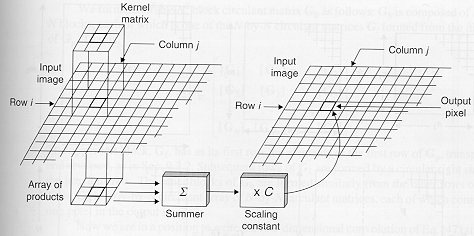 Kernel
matrix
Column j
Input
image
Row i
Array of
products
Σ
Summer
x C
Scaling
constant
Input
image
Column j
Row i
Output
pixel